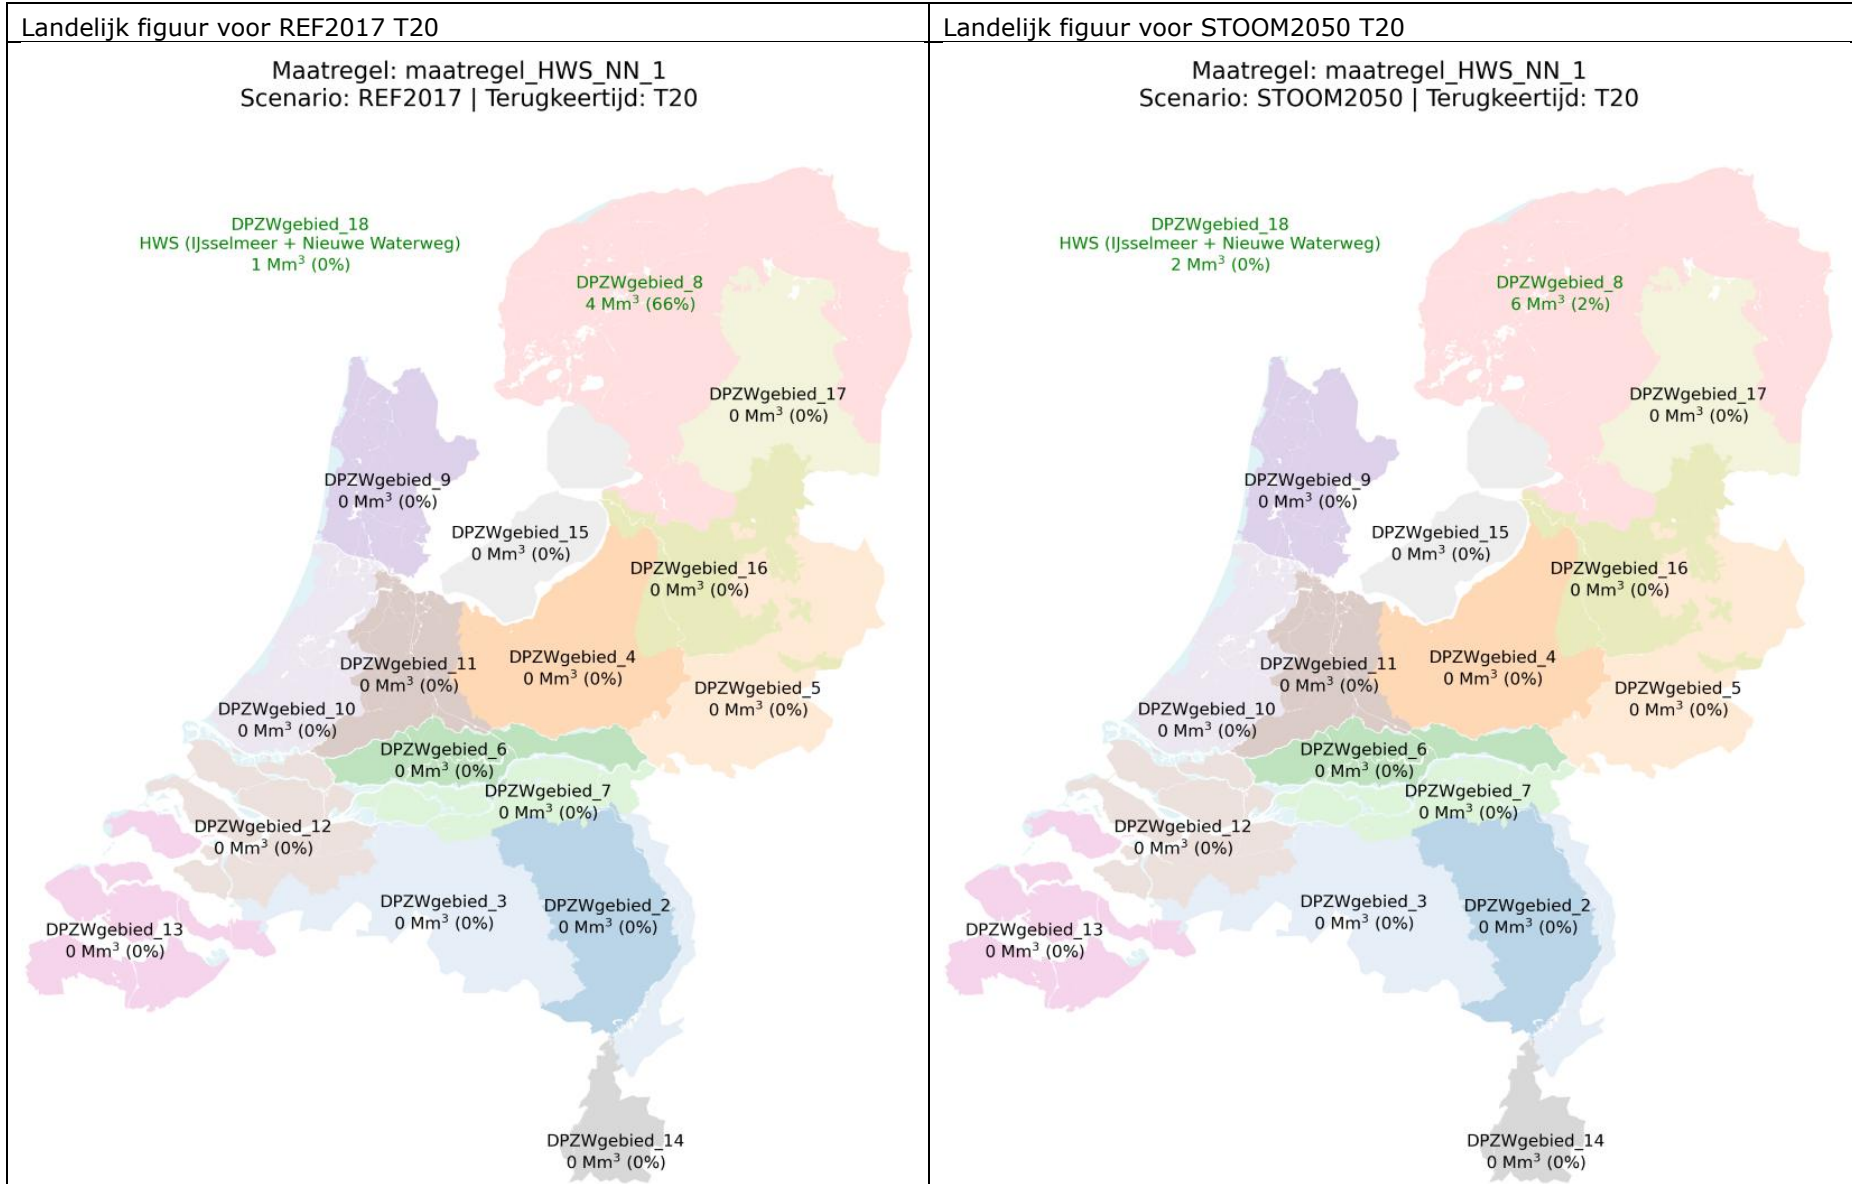 Landelijk figuur voor REF2017 T20
Maatregel: maatregel_HWS_NN_1
Scenario: REF2017 | Terugkeertijd: T20
DPZWgebied_18
HWS (IJsselmeer + Nieuwe Waterweg)
1 Mm³ (0%)
DPZWgebied_8
4 Mm³ (66%)
DPZWgebied_17
0 Mm³ (0%)
DPZWgebied_9
0 Mm³ (0%)
DPZWgebied_15
0 Mm³ (0%)
DPZWgebied_16
0 Mm³ (0%)
DPZWgebied_11
0 Mm³ (0%)
DPZWgebied_4
0 Mm³ (0%)
DPZWgebied_5
0 Mm³ (0%)
DPZWgebied_10
0 Mm³ (0%)
DPZWgebied_6
0 Mm³ (0%)
DPZWgebied_7
0 Mm³ (0%)
DPZWgebied_12
0 Mm³ (0%)
DPZWgebied_3
0 Mm³ (0%)
DPZWgebied_2
0 Mm³ (0%)
DPZWgebied_13
0 Mm³ (0%)
DPZWgebied_14
0 Mm³ (0%)
Landelijk figuur voor STOOM2050 T20
Maatregel: maatregel_HWS_NN_1
Scenario: STOOM2050 | Terugkeertijd: T20
DPZWgebied_18
HWS (IJsselmeer + Nieuwe Waterweg)
2 Mm³ (0%)
DPZWgebied_8
6 Mm³ (2%)
DPZWgebied_17
0 Mm³ (0%)
DPZWgebied_9
0 Mm³ (0%)
DPZWgebied_15
0 Mm³ (0%)
DPZWgebied_16
0 Mm³ (0%)
DPZWgebied_11
0 Mm³ (0%)
DPZWgebied_4
0 Mm³ (0%)
DPZWgebied_5
0 Mm³ (0%)
DPZWgebied_10
0 Mm³ (0%)
DPZWgebied_6
0 Mm³ (0%)
DPZWgebied_7
0 Mm³ (0%)
DPZWgebied_12
0 Mm³ (0%)
DPZWgebied_3
0 Mm³ (0%)
DPZWgebied_2
0 Mm³ (0%)
DPZWgebied_13
0 Mm³ (0%)
DPZWgebied_14
0 Mm³ (0%)